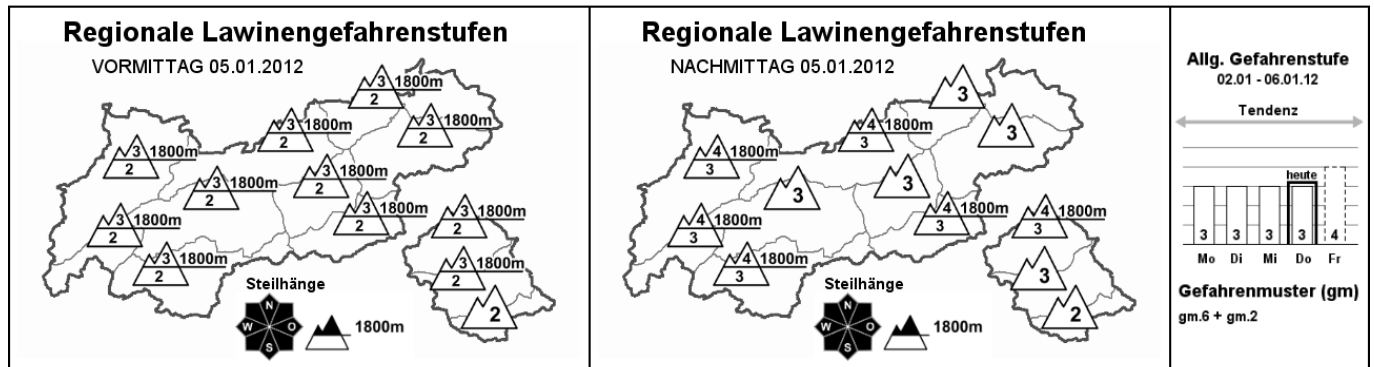 Regionale Lawinengefahrenstufen
VORMITTAG 05.01.2012
3 1800m
2
3 1800m
2
3 1800m
2
3 1800m
2
3 1800m
2
3 1800m
2
3 1800m
2
3 1800m
2
3 1800m
2
3 1800m
2
3 1800m
2
3
2
2
Steilhänge
N
W O
S
1800m
Regionale Lawinengefahrenstufen
NACHMITTAG 05.01.2012
3
4 1800m
3
3
4 1800m
3
3
3
4 1800m
3
4 1800m
3
4 1800m
3
4 1800m
3
3
2
Steilhänge
N
W O
S
1800m
Allg. Gefahrenstufe
02.01 - 06.01.12
Tendenz
heute
3 3 3 3 4
Mo Di Mi Do Fr
Gefahrenmuster (gm)
gm.6 + gm.2